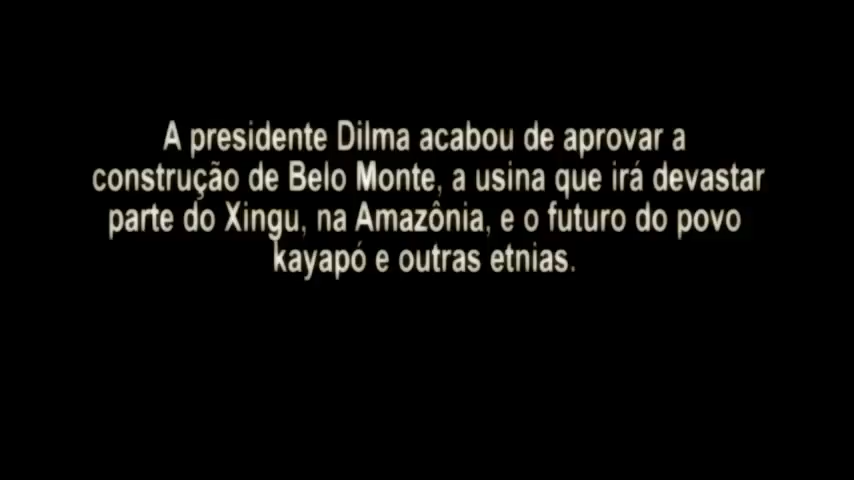 A presidente Dilma acabou de aprovar a
construção de Belo Monte, a usina que irá devastar
parte do Xingu, na Amazônia, e o futuro do povo
kayapó e outras etnias.